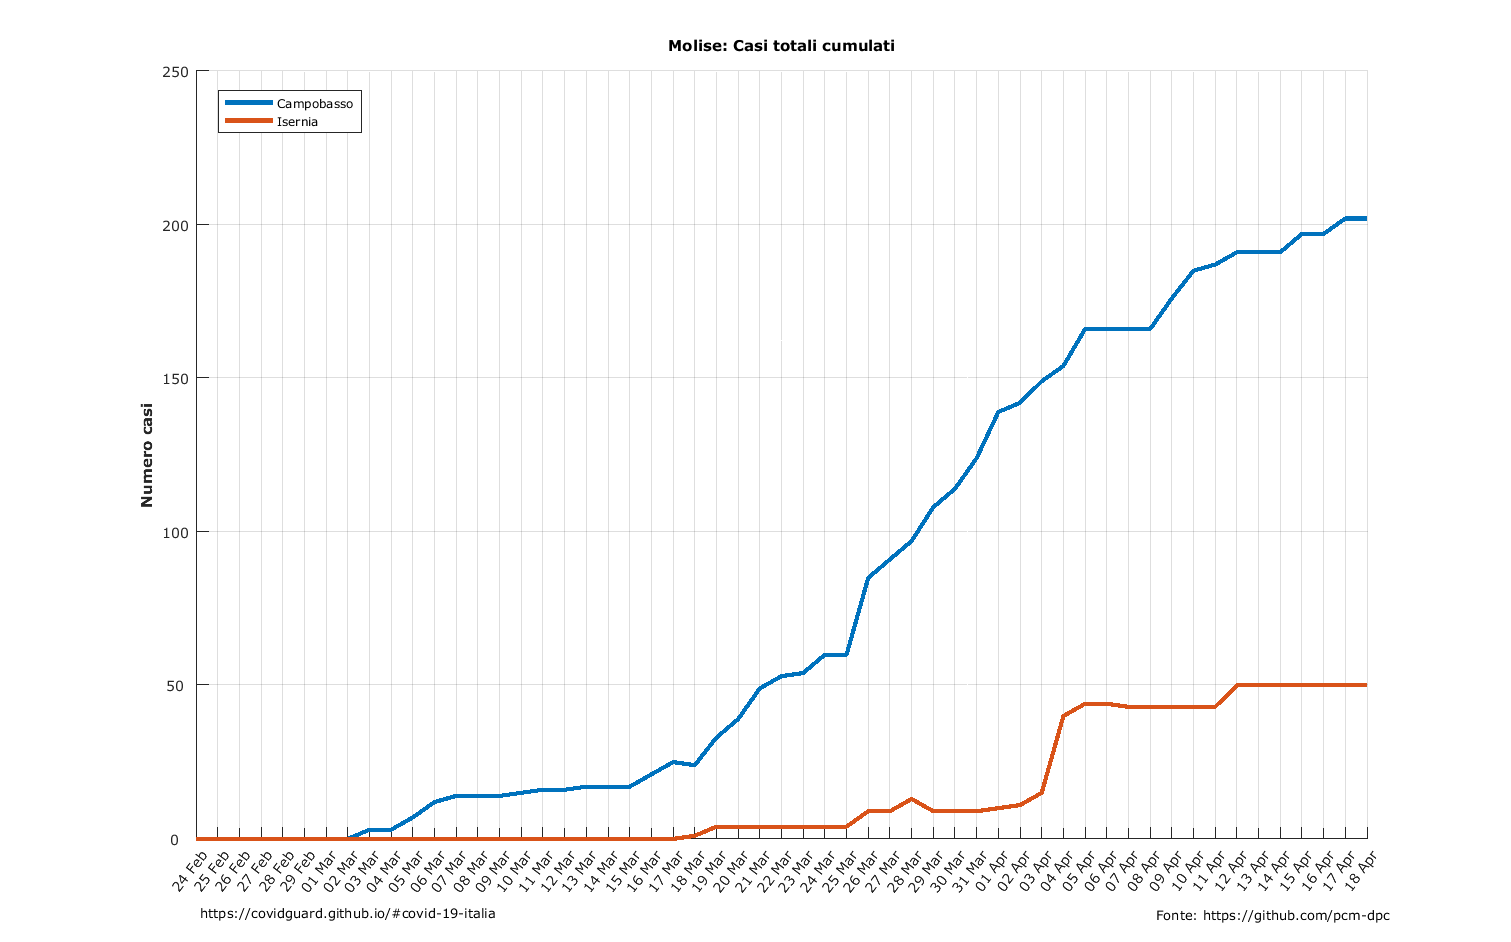 Molise: Casi totali cumulati
250
200
150
100
50
0
Numero casi
Campobasso
Isernia
24 Feb
25 Feb
26 Feb
27 Feb
28 Feb
29 Feb
01 Mar
02 Mar
03 Mar
04 Mar
05 Mar
06 Mar
07 Mar
08 Mar
09 Mar
10 Mar
11 Mar
12 Mar
13 Mar
14 Mar
15 Mar
16 Mar
17 Mar
18 Mar
19 Mar
20 Mar
21 Mar
22 Mar
23 Mar
24 Mar
25 Mar
26 Mar
27 Mar
28 Mar
29 Mar
30 Mar
31 Mar
01 Apr
02 Apr
03 Apr
04 Apr
05 Apr
06 Apr
07 Apr
08 Apr
09 Apr
10 Apr
11 Apr
12 Apr
13 Apr
14 Apr
15 Apr
16 Apr
17 Apr
18 Apr
https://covidguard.github.io/#covid-19-italia
Fonte: https://github.com/pcm-dpc